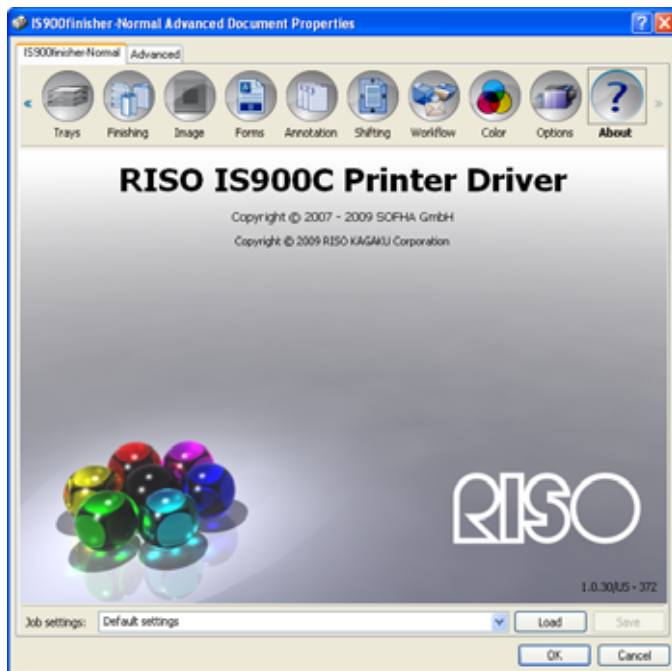 IS900finisher-Normal Advanced Document Properties
IS900finisher-Normal Advanced
Trays Finishing Image Forms Annotation Shifting Workflow Color Options About
RISO IS900C Printer Driver
Copyright © 2007 - 2009 SOFHA GmbH
Copyright © 2009 RISO KAGAKU Corporation
RISO
1.0.30/US - 372
Job settings: Default settings Load Save
OK Cancel